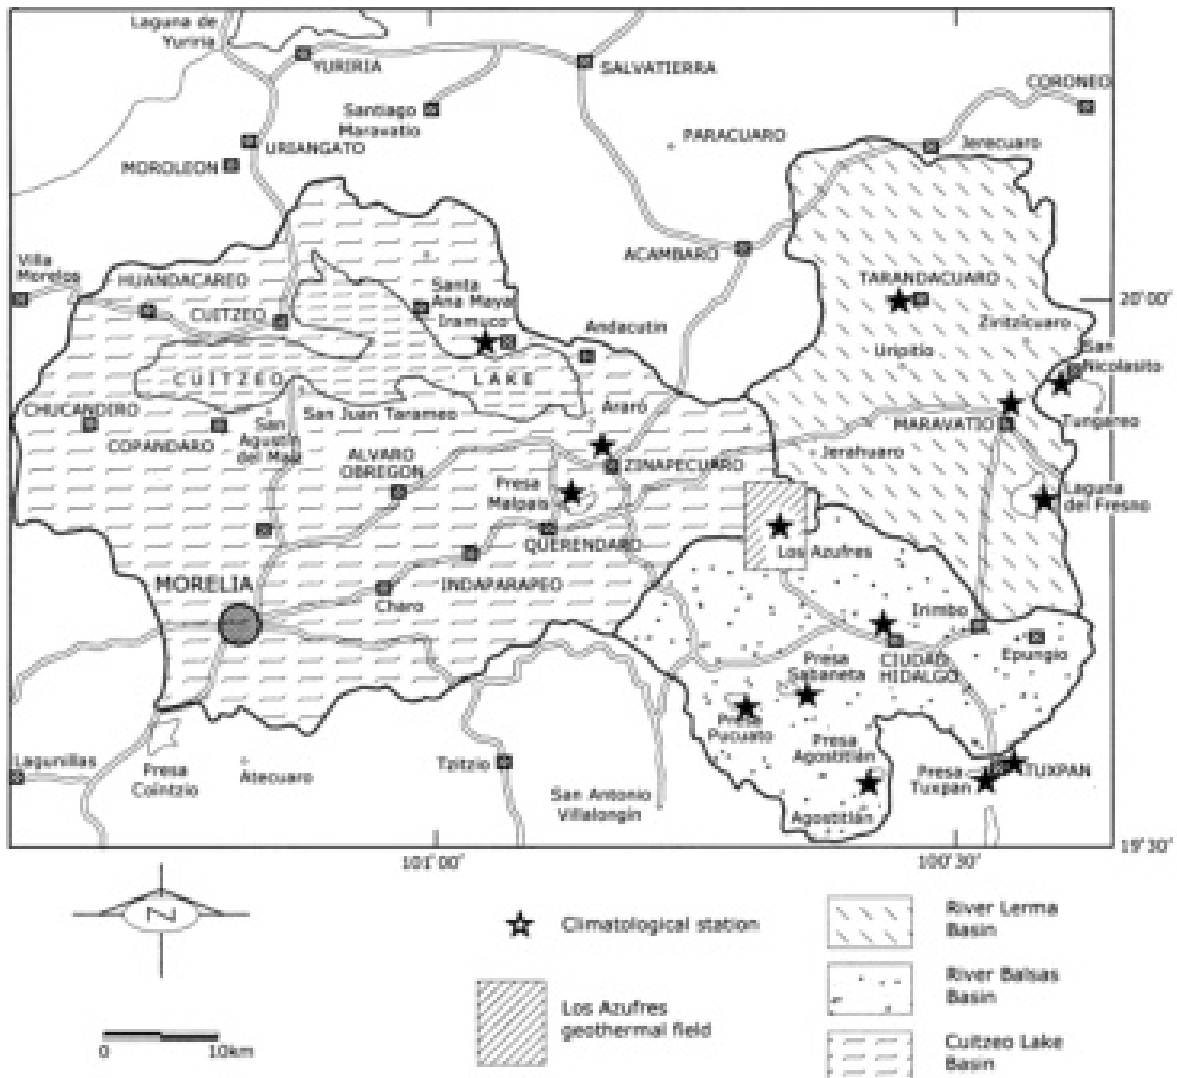 Laguna de
Yuriria
YURIRIA
SALVATIERRA
CORONEO
Santiago
Maravatio
PARACUARO
Jerecuaro
URIANGATO
MOROLEON
ACAMBARO
Villa
Morelos
HUANDACAREO
Santa
Ana Maya
TARANDACUARO
20°00'
CUITZEO
Iramuco
Andacutin
Ziritzicuaro
Uripitio
San
Nicolasito
CUITZEO LAKE
CHUCANDIRO
San Juan Tarameo
Araró
Tungareo
COPANDARO
San
Agustin
del Maiz
MARAVATIO
ALVARO
OBREGON
ZINAPECUARO
Jerahuaro
Presa
Malpais
Laguna
del Fresno
QUERENDARO
Los Azufres
MORELIA
INDAPARAPEO
Charo
Irimbo
Epungio
CIUDAD
HIDALGO
Presa
Sabaneta
Presa
Pucuato
Presa
Agostitlán
Lagunillas
Presa
Cointzio
Atecuaro
Tzitzio
San Antonio
Villalongín
Presa
Tuxpan
TUXPAN
Agostitlán
19°30'
101°00'
100°30'
Z
Climatological station
River Lerma
Basin
River Balsas
Basin
Los Azufres
geothermal field
Cuitzeo Lake
Basin
0
10km